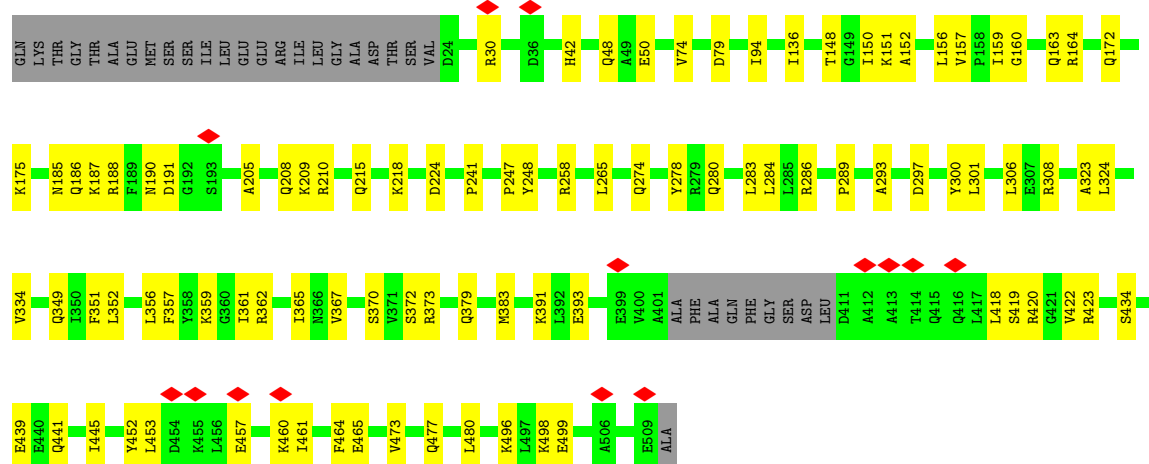 GLN LYS THR GLY THR ALA GLU MET SER SER ILE LEU GLU GLU ARG ILE LEU GLY ALA ASP THR SER VAL D24 R30 D36 H42 Q48 A49 E50 V74 D79 I94 I136 T148 G149 I150 K151 A152 L156 V157 P158 I159 G160 Q163 R164 Q172
K175 N185 Q186 K187 R188 F189 N190 D191 G192 S193 A205 Q208 K209 R210 Q215 K218 D224 P241 P247 Y248 R258 L265 Q274 Y278 R279 Q280 L283 L284 L285 R286 P289 A293 D297 Y300 L301 L306 E307 R308 A323 L324
V334 Q349 I350 F351 L352 L356 F357 Y358 K359 G360 I361 R362 I365 N366 V367 S370 V371 S372 R373 Q379 M383 K391 L392 E393 E399 V400 A401 ALA PHE ALA GLN PHE GLY SER ASP LEU D411 A412 A413 T414 Q415 Q416 L417 L418 S419 R420 G421 V422 R423 S434
E439 E440 Q441 I445 Y452 L453 D454 K455 L456 E457 K460 I461 F464 E465 V473 Q477 L480 K496 L497 K498 E499 A506 E509 ALA